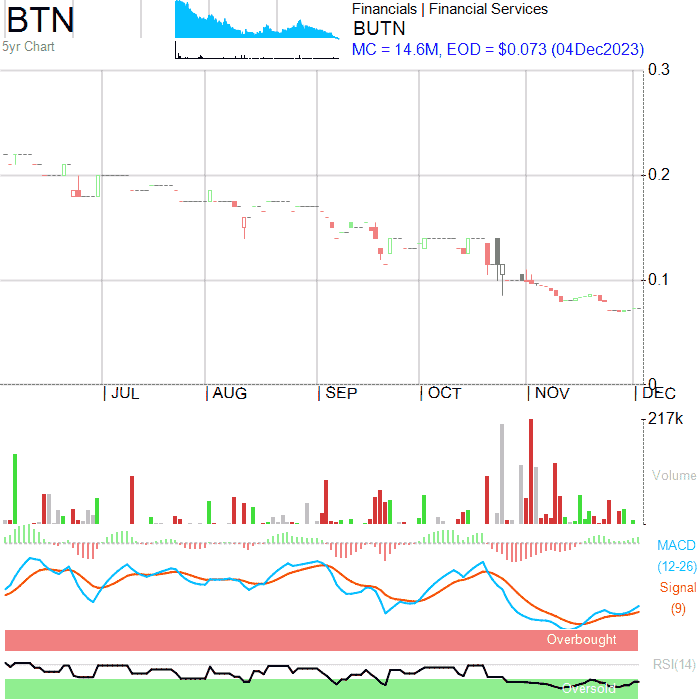 BTN
5yr Chart
Financials | Financial Services
BUTN
MC = 14.6M, EOD = $0.073 (04Dec2023)
0.3
0.2
0.1
0
JUL AUG SEP OCT NOV DEC
217k
Volume
MACD
(12-26)
Signal
(9)
Overbought
RSI(14)
Oversold